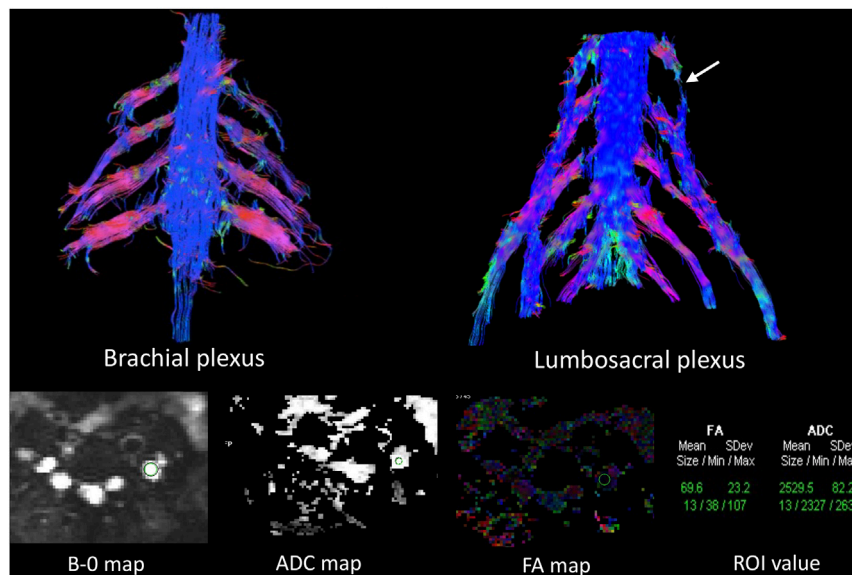 Brachial plexus
Lumbosacral plexus
FP
FA ADC
Mean SDev Mean SDev
Size / Min / Max Size / Min / Ma
69.6 23.2 2529.5 82.2
13 / 38 / 107 13 / 2327 / 263
B-0 map
ADC map
FA map
ROI value